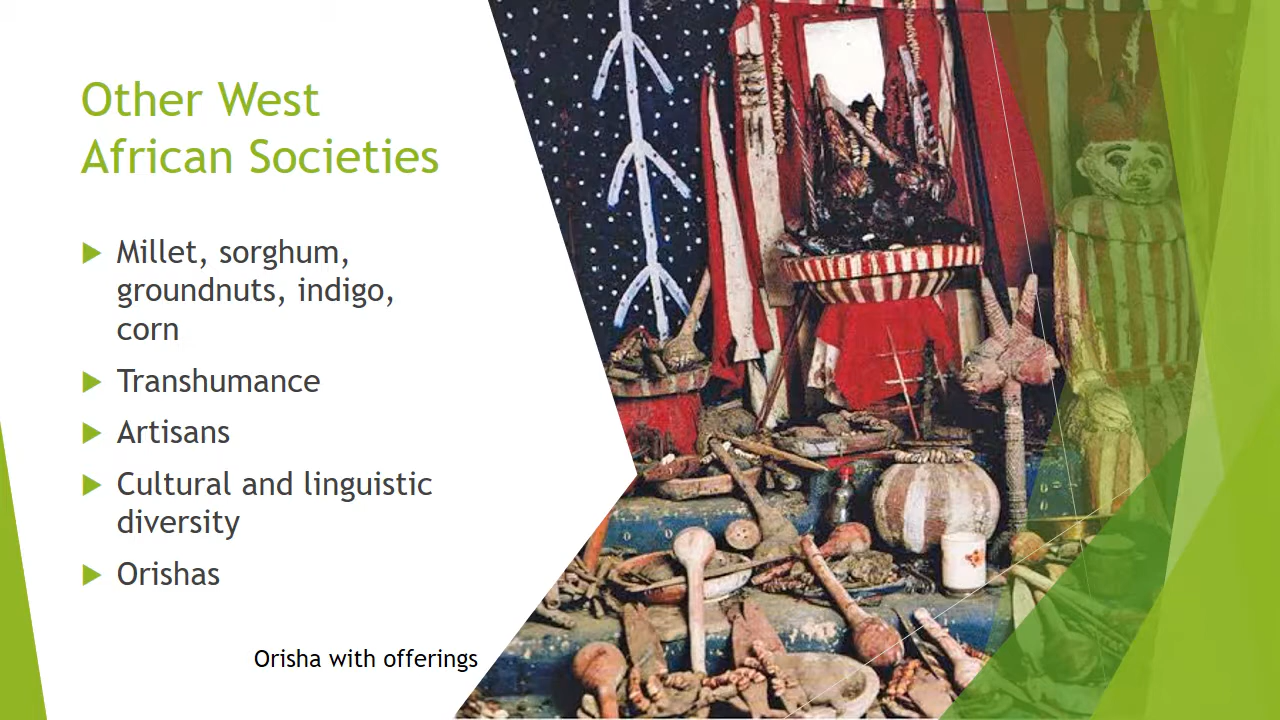 Other West
African Societies
Millet, sorghum,
groundnuts, indigo,
corn
Transhumance
Artisans
Cultural and linguistic
diversity
Orishas
Orisha with offerings